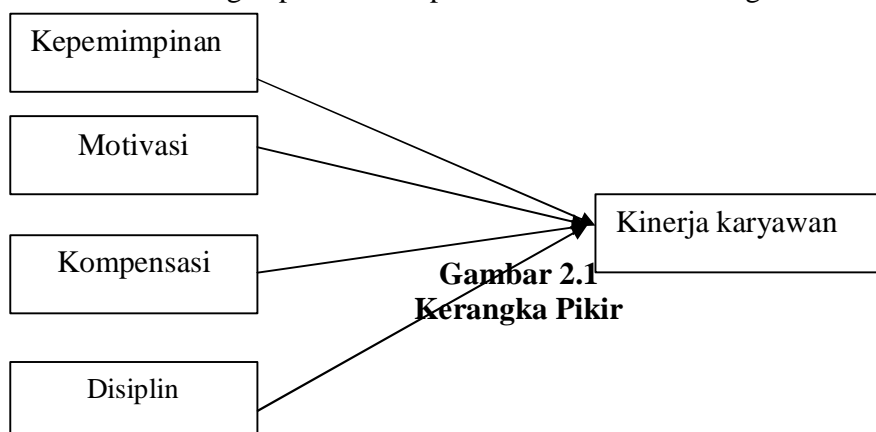 Kepemimpinan
Motivasi
Kinerja karyawan
Kompensasi
Gambar 2.1
Kerangka Pikir
Disiplin